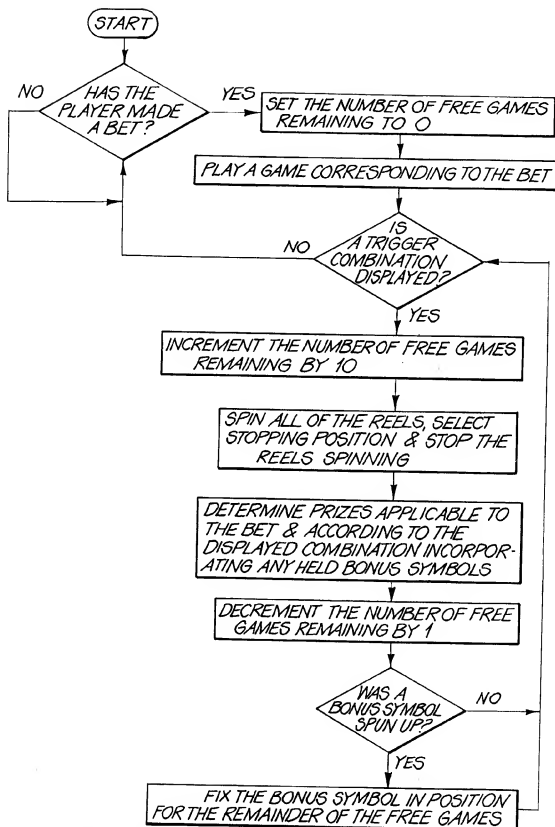 START
HAS THE
PLAYER MADE
A BET?
NO
YES
SET THE NUMBER OF FREE GAMES
REMAINING TO 0
PLAY A GAME CORRESPONDING TO THE BET
IS
A TRIGGER
COMBINATION
DISPLAYED?
NO
YES
INCREMENT THE NUMBER OF FREE GAMES
REMAINING BY 10
SPIN ALL OF THE REELS, SELECT
STOPPING POSITION & STOP THE
REELS SPINNING
DETERMINE PRIZES APPLICABLE TO
THE BET & ACCORDING TO THE
DISPLAYED COMBINATION INCORPOR-
ATING ANY HELD BONUS SYMBOLS
DECREMENT THE NUMBER OF FREE
GAMES REMAINING BY 1
WAS A
BONUS SYMBOL
SPUN UP?
NO
YES
FIX THE BONUS SYMBOL IN POSITION
FOR THE REMAINDER OF THE FREE GAMES